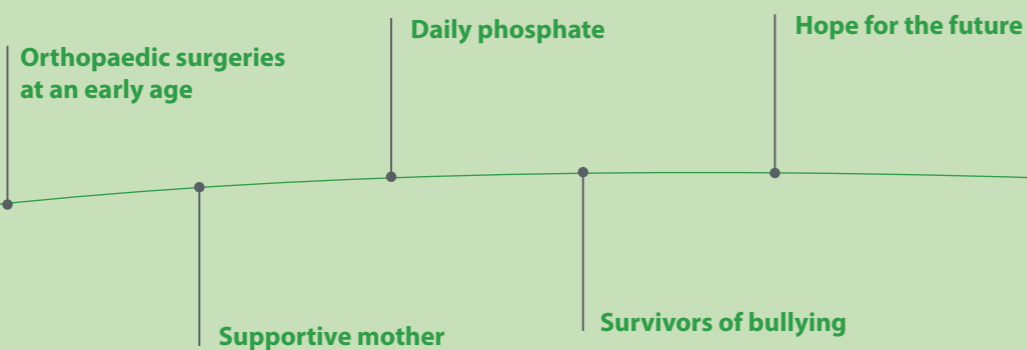 Orthopaedic surgeries
at an early age
Supportive mother
Daily phosphate
Survivors of bullying
Hope for the future